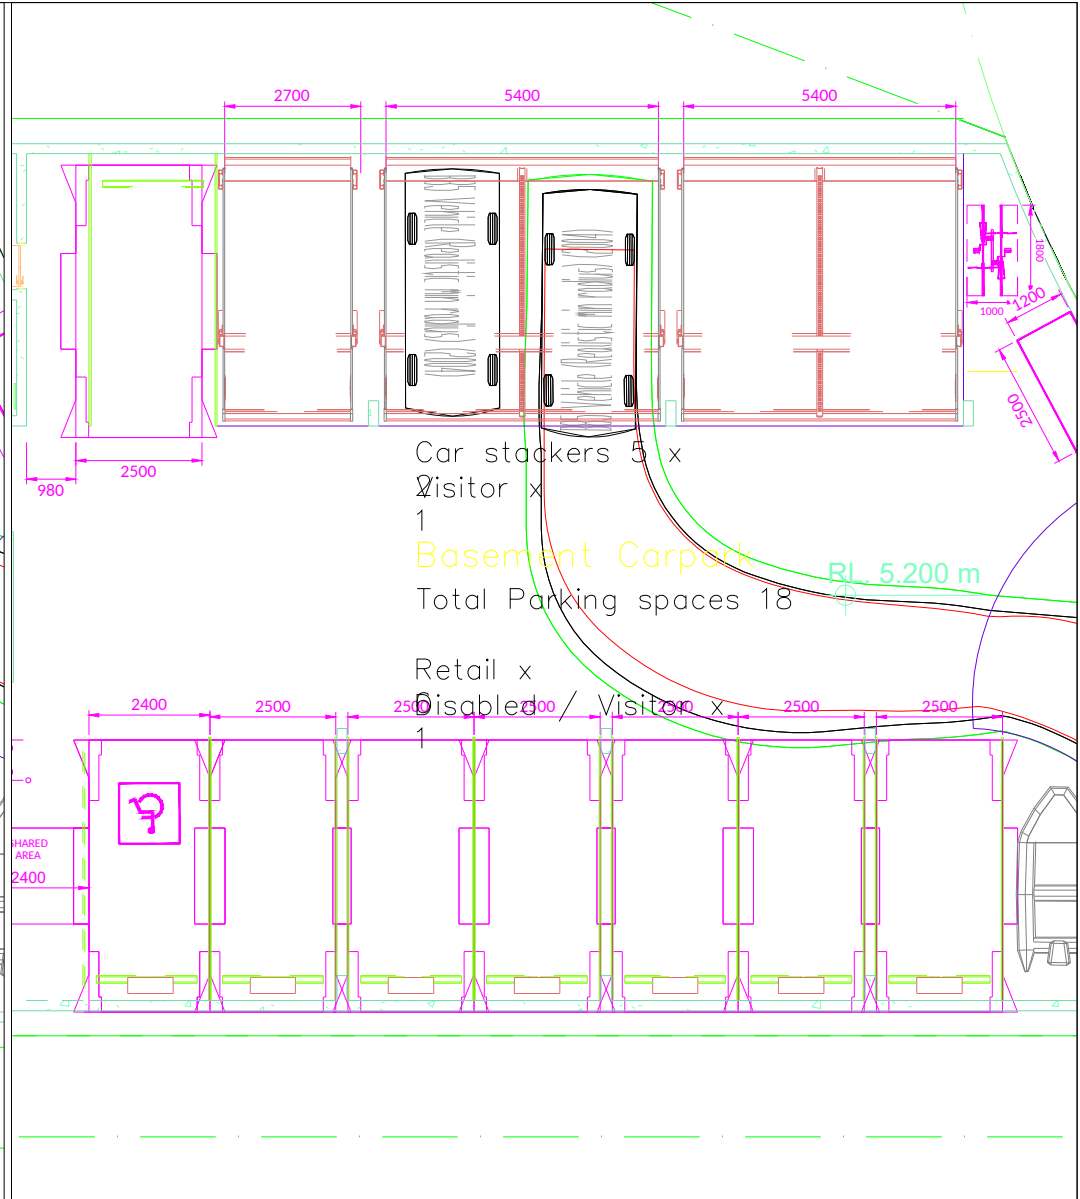 2700
5400
5400
1800
1000
1200
2500
2500
980
Car stackers 5 x
2
Visitor x
1
Basement Carpark
RL. 5.200 m
Total Parking spaces 18
Retail x
Disabled / Visitor x
1
2400
2500
2500
2500
2500
2500
2500
SHARED
AREA
2400